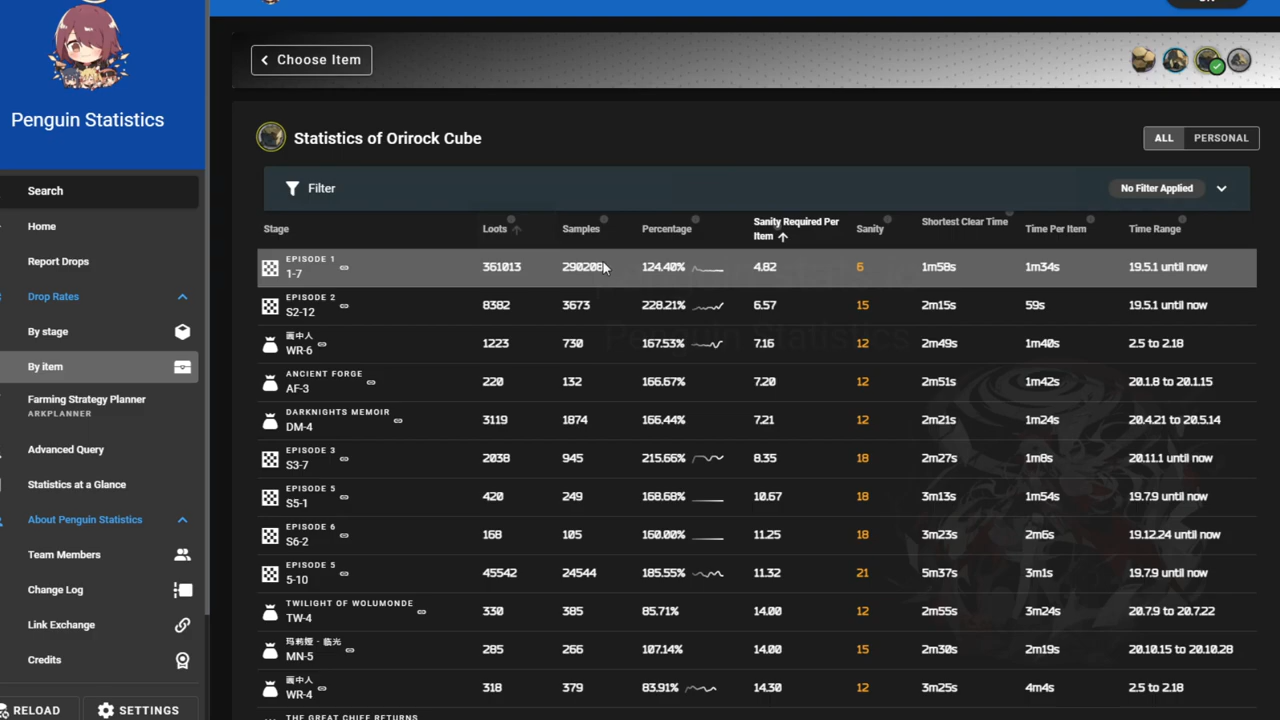 Penguin Statistics
Search
Home
Report Drops
Drop Rates
By stage
By item
Farming Strategy Planner
ARKPLANNER
Advanced Query
Statistics at a Glance
About Penguin Statistics
Team Members
Change Log
Link Exchange
Credits
RELOAD
SETTINGS
Choose Item
Statistics of Orirock Cube
ALL PERSONAL
Filter
No Filter Applied
Stage Loots Samples Percentage Sanity Required Per Item Sanity Shortest Clear Time Time Per Item Time Range
EPISODE 1
1-7 361013 290208 124.40% 4.82 6 1m58s 1m34s 19.5.1 until now
EPISODE 2
S2-12 8382 3673 228.21% 6.57 15 2m15s 59s 19.5.1 until now
画中人
WR-6 1223 730 167.53% 7.16 12 2m49s 1m40s 2.5 to 2.18
ANCIENT FORGE
AF-3 220 132 166.67% 7.20 12 2m51s 1m42s 20.1.8 to 20.1.15
DARKNIGHTS MEMOIR
DM-4 3119 1874 166.44% 7.21 12 2m21s 1m24s 20.4.21 to 20.5.14
EPISODE 3
S3-7 2038 945 215.66% 8.35 18 2m27s 1m8s 20.11.1 until now
EPISODE 5
S5-1 420 249 168.68% 10.67 18 3m13s 1m54s 19.7.9 until now
EPISODE 6
S6-2 168 105 160.00% 11.25 18 3m23s 2m6s 19.12.24 until now
EPISODE 5
5-10 45542 24544 185.55% 11.32 21 5m37s 3m1s 19.7.9 until now
TWILIGHT OF WOLUMONDE
TW-4 330 385 85.71% 14.00 12 2m55s 3m24s 20.7.9 to 20.7.22
玛莉娅·临光
MN-5 285 266 107.14% 14.00 15 2m30s 2m19s 20.10.15 to 20.10.28
画中人
WR-4 318 379 83.91% 14.30 12 3m25s 4m4s 2.5 to 2.18
THE GREAT CHIEF RETURNS